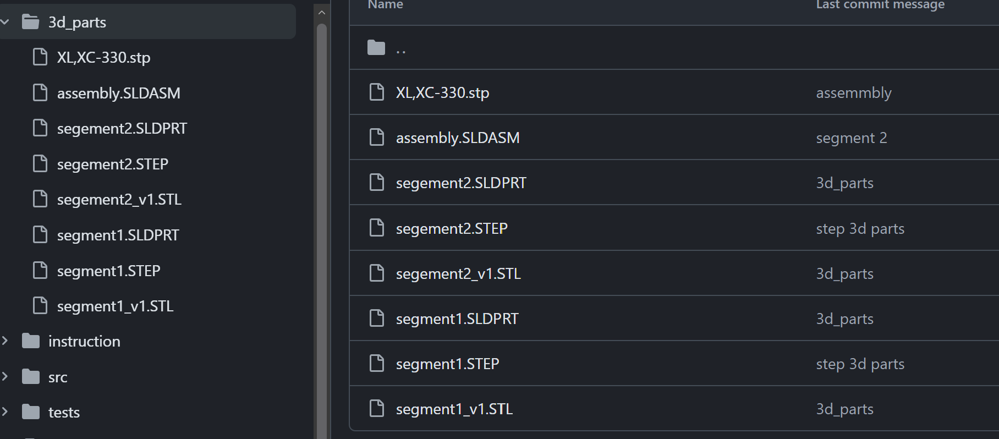 3d_parts
XL,XC-330.stp
assembly.SLDASM
segement2.SLDPRT
segement2.STEP
segement2_v1.STL
segment1.SLDPRT
segment1.STEP
segment1_v1.STL
instruction
src
tests
Name Last commit message
..
XL,XC-330.stp assemmbly
assembly.SLDASM segment 2
segement2.SLDPRT 3d_parts
segement2.STEP step 3d parts
segement2_v1.STL 3d_parts
segment1.SLDPRT 3d_parts
segment1.STEP step 3d parts
segment1_v1.STL 3d_parts